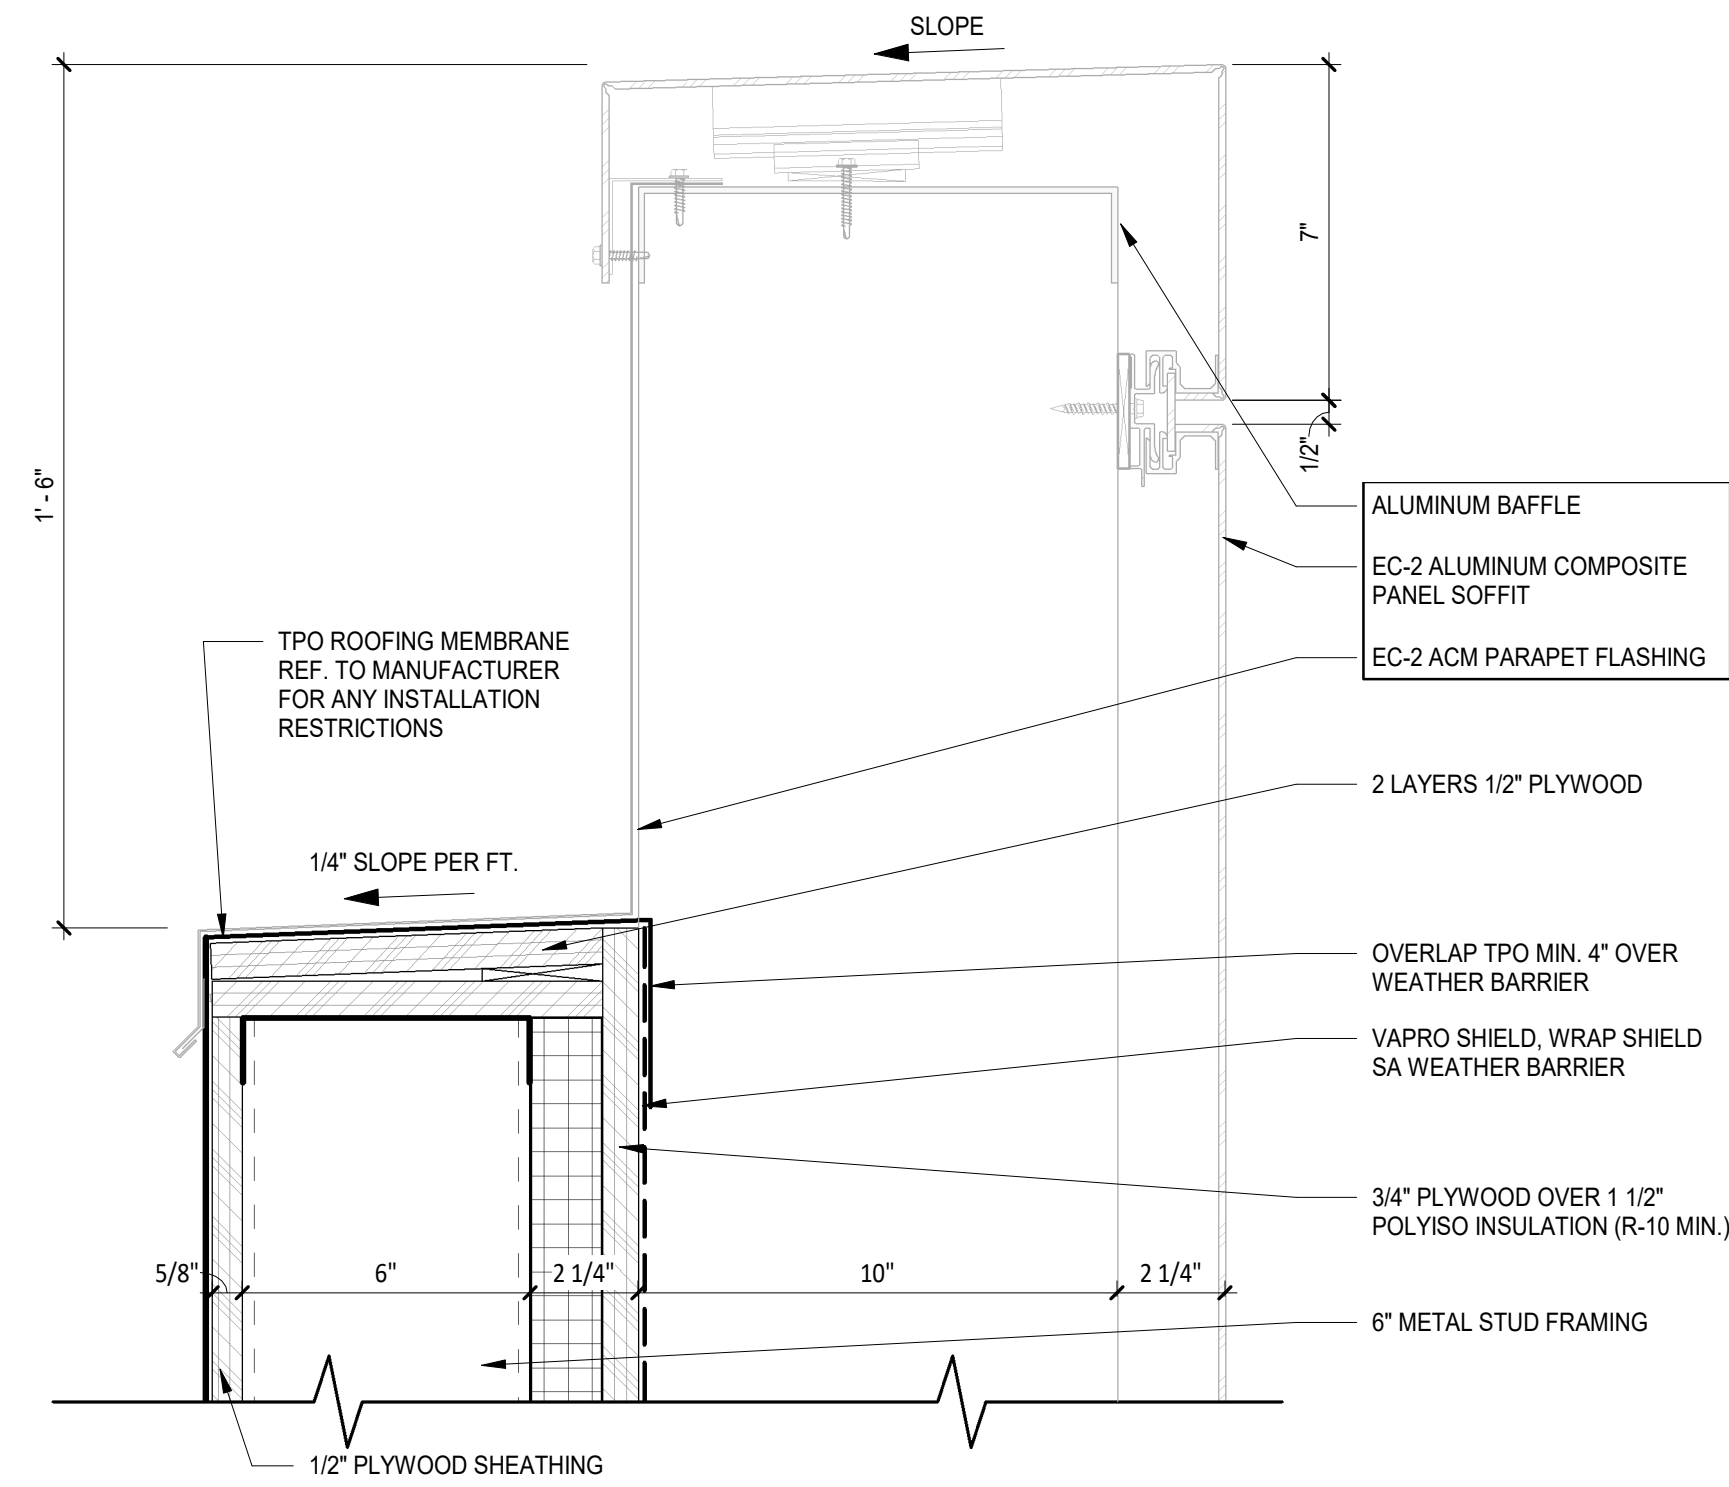 SLOPE
7"
1/2"
1' - 6"
ALUMINUM BAFFLE
EC-2 ALUMINUM COMPOSITE
PANEL SOFFIT
EC-2 ACM PARAPET FLASHING
TPO ROOFING MEMBRANE
REF. TO MANUFACTURER
FOR ANY INSTALLATION
RESTRICTIONS
2 LAYERS 1/2" PLYWOOD
1/4" SLOPE PER FT.
OVERLAP TPO MIN. 4" OVER
WEATHER BARRIER
VAPRO SHIELD, WRAP SHIELD
SA WEATHER BARRIER
3/4" PLYWOOD OVER 1 1/2"
POLYISO INSULATION (R-10 MIN.)
5/8" 6" 2 1/4" 10" 2 1/4"
6" METAL STUD FRAMING
1/2" PLYWOOD SHEATHING